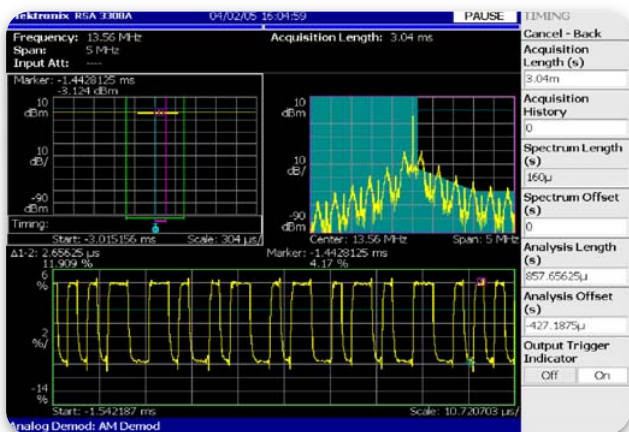 Tektronix RSA 3308A 04/02/05 16:04:59 PAUSE TIMING
Frequency: 13.56 MHz Acquisition Length: 3.04 ms
Span: 5 MHz
Input Att: ----
Cancel - Back
Acquisition Length (s)
3.04m
Acquisition History
0
Spectrum Length (s)
160µ
Spectrum Offset (s)
0
Analysis Length (s)
857.65625µ
Analysis Offset (s)
-427.1875µ
Output Trigger Indicator
Off On
Marker: -1.4428125 ms
-3.124 dBm
10
dBm
10
dB/
-90
dBm
Timing:
Start: -3.015156 ms Scale: 304 µs/
10
dBm
10
dB/
-90
dBm
Center: 13.56 MHz Span: 5 MHz
Δ1-2: 2.65625 µs Marker: -1.4428125 ms
11.909 % 4.17 %
6
%
2
%/
-14
%
Start: -1.542187 ms Scale: 10.720703 µs/
Analog Demod: AM Demod